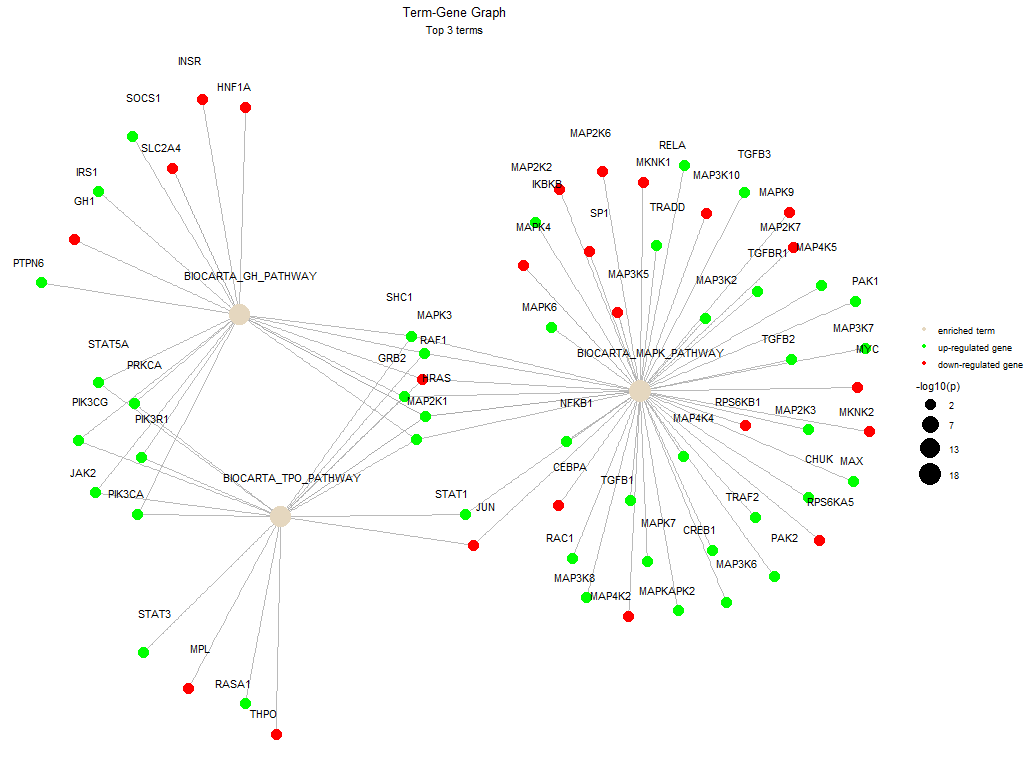 Term-Gene Graph
Top 3 terms
INSR
HNF1A
SOCS1
SLC2A4
IRS1
GH1
PTPN6
BIOCARTA_GH_PATHWAY
MAP2K6
RELA
TGFB3
MAP2K2
MKNK1
MAP3K10
IKBKB
MAPK9
SP1
TRADD
MAPK4
MAP2K7
TGFBR1
MAP4K5
MAP3K5
MAP3K2
PAK1
SHC1
MAPK3
MAPK6
MAP3K7
RAF1
TGFB2
MYC
STAT5A
GRB2
BIOCARTA_MAPK_PATHWAY
PRKCA
HRAS
PIK3CG
MAP2K1
NFKB1
RPS6KB1
MAP2K3
MKNK2
PIK3R1
MAP4K4
JAK2
BIOCARTA_TPO_PATHWAY
CEBPA
CHUK
MAX
PIK3CA
STAT1
TGFB1
TRAF2
RPS6KA5
JUN
MAPK7
CREB1
RAC1
PAK2
MAP3K8
MAP3K6
MAP4K2
MAPKAPK2
STAT3
MPL
RASA1
THPO
enriched term
up-regulated gene
down-regulated gene
-log10(p)
2
7
13
18